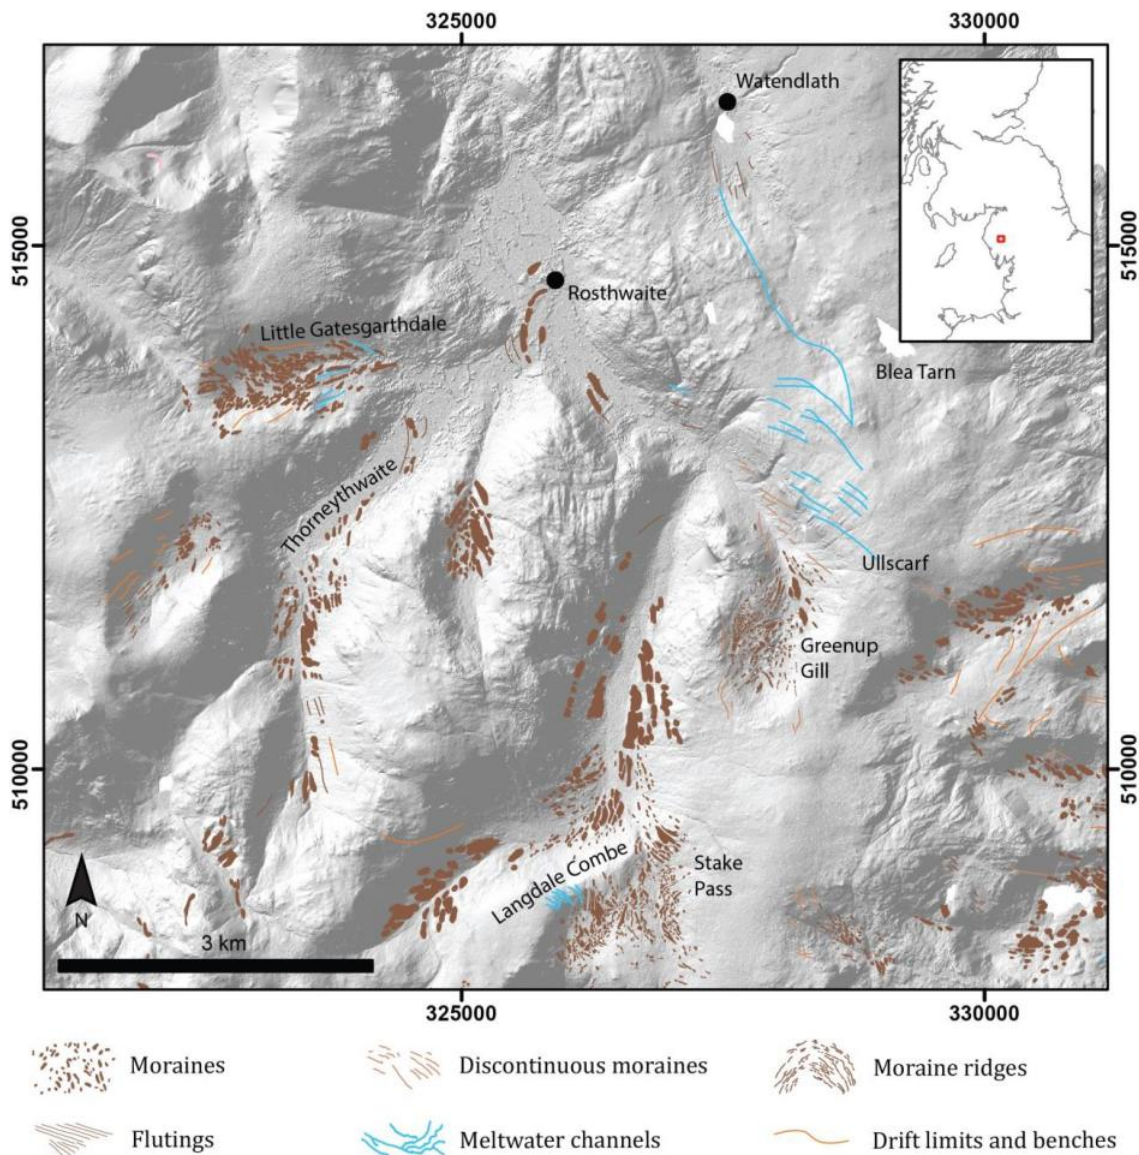 325000
330000
Watendlath
515000
515000
Rosthwaite
Little Gatesgarthdale
Blea Tarn
Thorneythwaite
Ullscarf
Greenup
Gill
510000
510000
Langdale Combe
Stake
Pass
N
3 km
325000
330000
Moraines
Discontinuous moraines
Moraine ridges
Flutings
Meltwater channels
Drift limits and benches